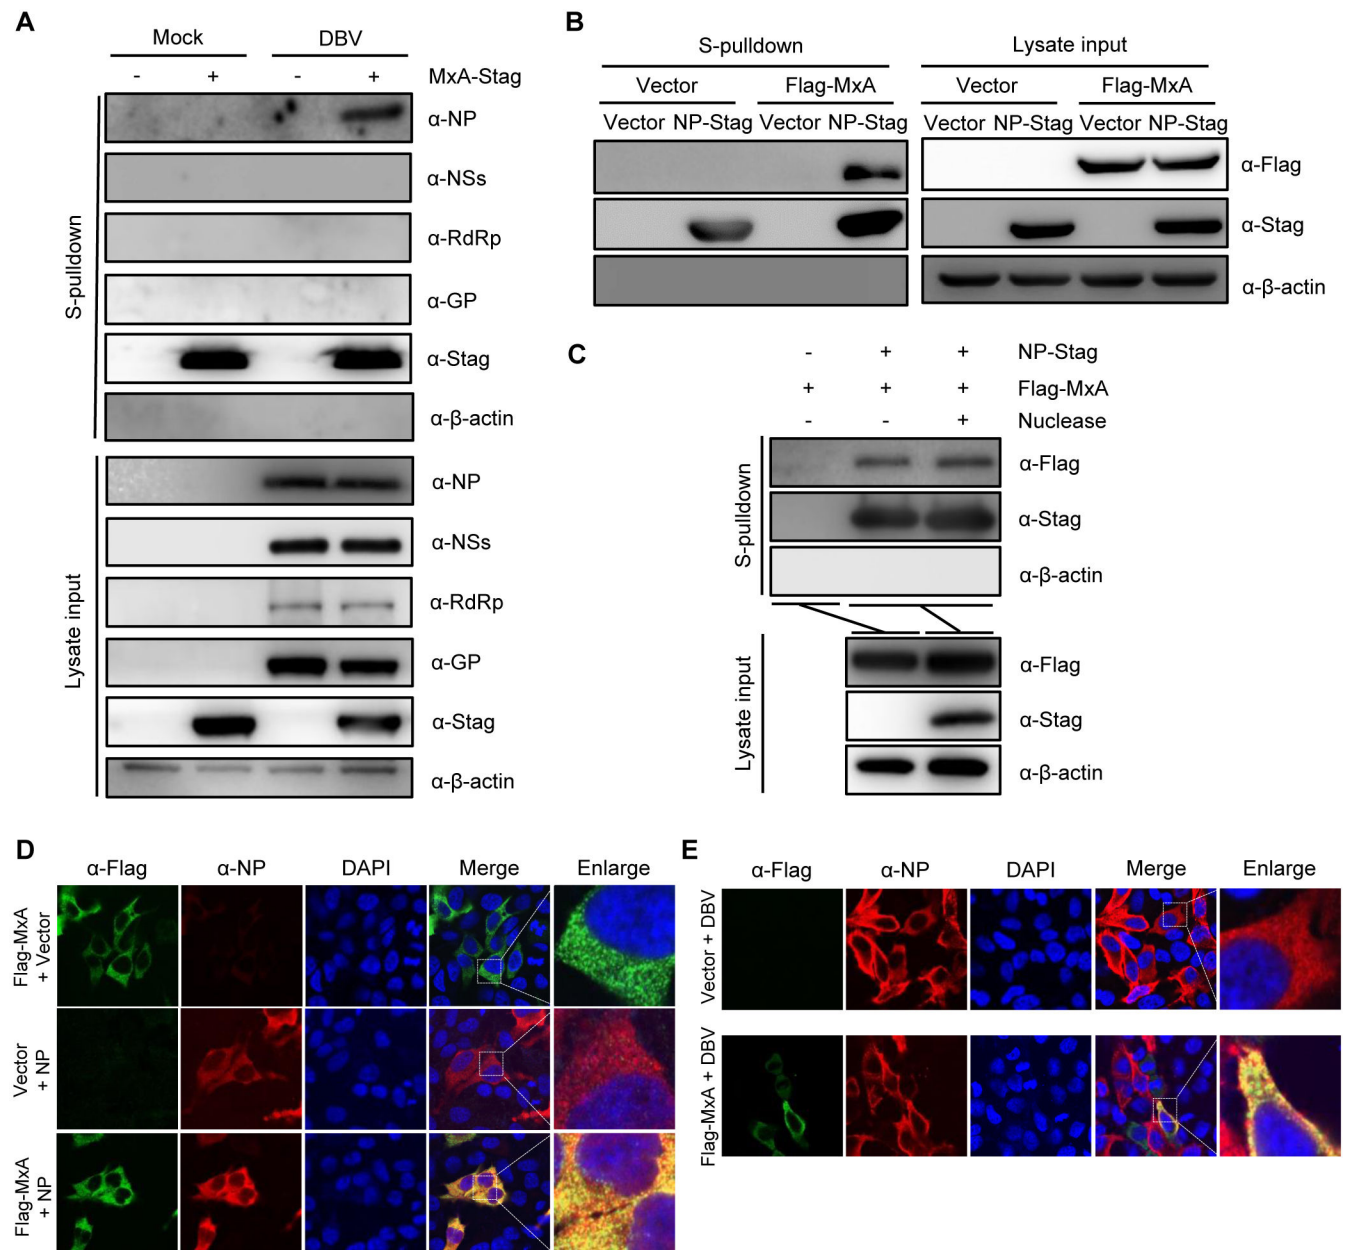 A
Mock DBV
- + - + MxA-Stag
S-pulldown
α-NP
α-NSs
α-RdRp
α-GP
α-Stag
α-β-actin
Lysate input
α-NP
α-NSs
α-RdRp
α-GP
α-Stag
α-β-actin
B
S-pulldown Lysate input
Vector Flag-MxA Vector Flag-MxA
Vector NP-Stag Vector NP-Stag Vector NP-Stag Vector NP-Stag
α-Flag
α-Stag
α-β-actin
C
- + + NP-Stag
+ + + Flag-MxA
- - + Nuclease
S-pulldown
α-Flag
α-Stag
α-β-actin
Lysate input
α-Flag
α-Stag
α-β-actin
D
α-Flag α-NP DAPI Merge Enlarge
Flag-MxA
+ Vector
Vector
+ NP
Flag-MxA
+ NP
E
α-Flag α-NP DAPI Merge Enlarge
Vector + DBV
Flag-MxA + DBV